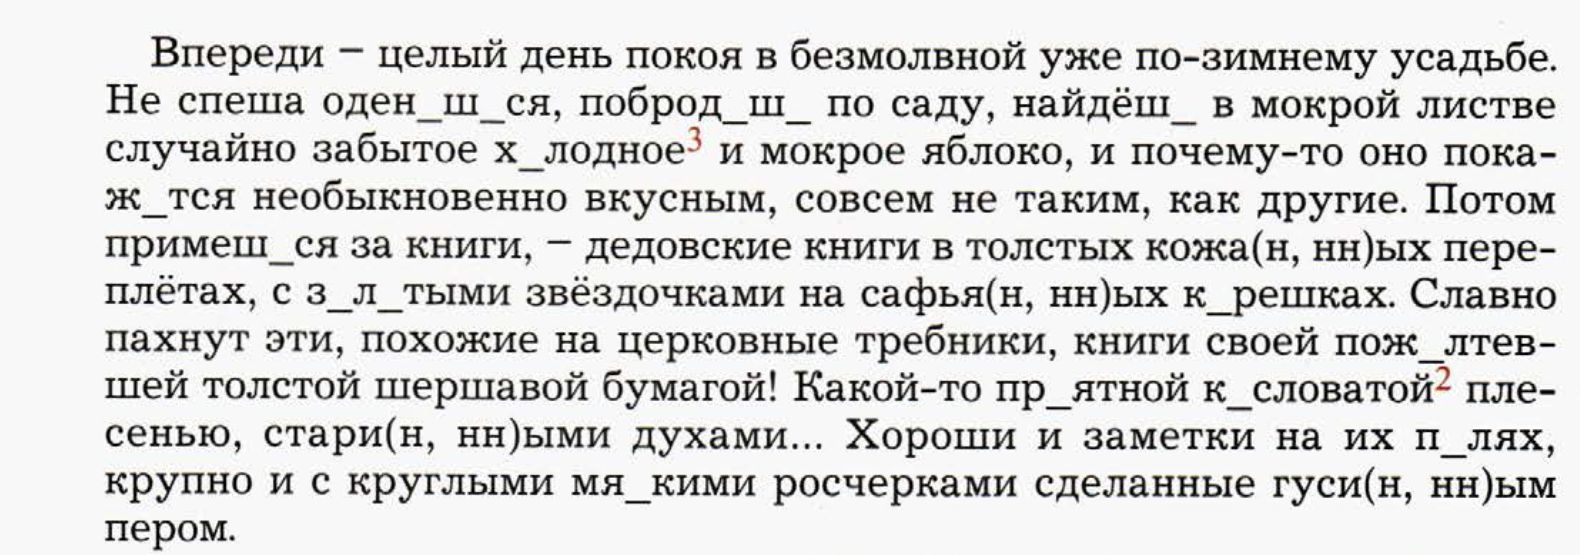 Впереди – целый день покоя в безмолвной уже по-зимнему усадьбе.
Не спеша оден_ш_ся, поброд_ш_ по саду, найдёш_ в мокрой листве
случайно забытое х_лодное3 и мокрое яблоко, и почему-то оно пока-
ж_тся необыкновенно вкусным, совсем не таким, как другие. Потом
примеш_ся за книги, – дедовские книги в толстых кожа(н, нн)ых пере-
плётах, с з_л_тыми звёздочками на сафья(н, нн)ых к_решках. Славно
пахнут эти, похожие на церковные требники, книги своей пож_лтев-
шей толстой шершавой бумагой! Какой-то пр_ятной к_словатой2 пле-
сенью, стари(н, нн)ыми духами... Хороши и заметки на их п_лях,
крупно и с круглыми мя_кими росчерками сделанные гуси(н, нн)ым
пером.